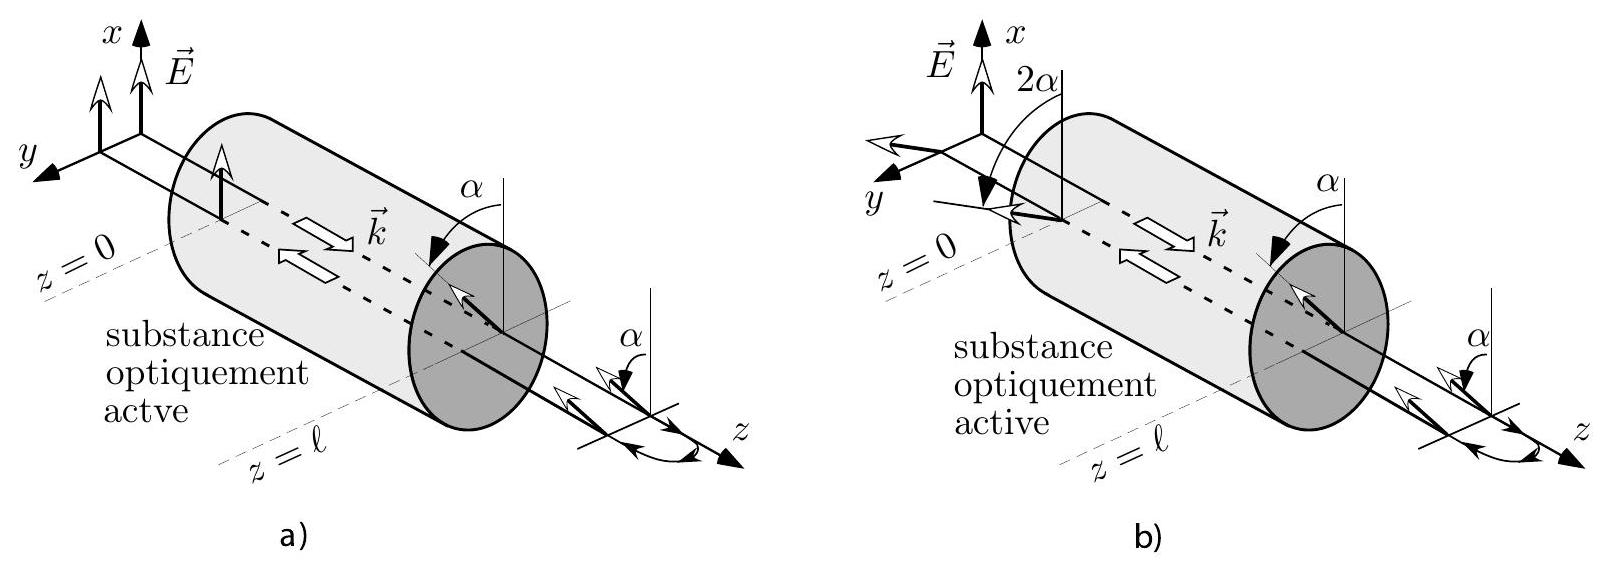 x
E⃗
y
α
k⃗
z = 0
substance
optiquement
actve
α
z = ℓ
z
a)
x
E⃗
2α
y
α
k⃗
z = 0
substance
optiquement
active
α
z = ℓ
z
b)